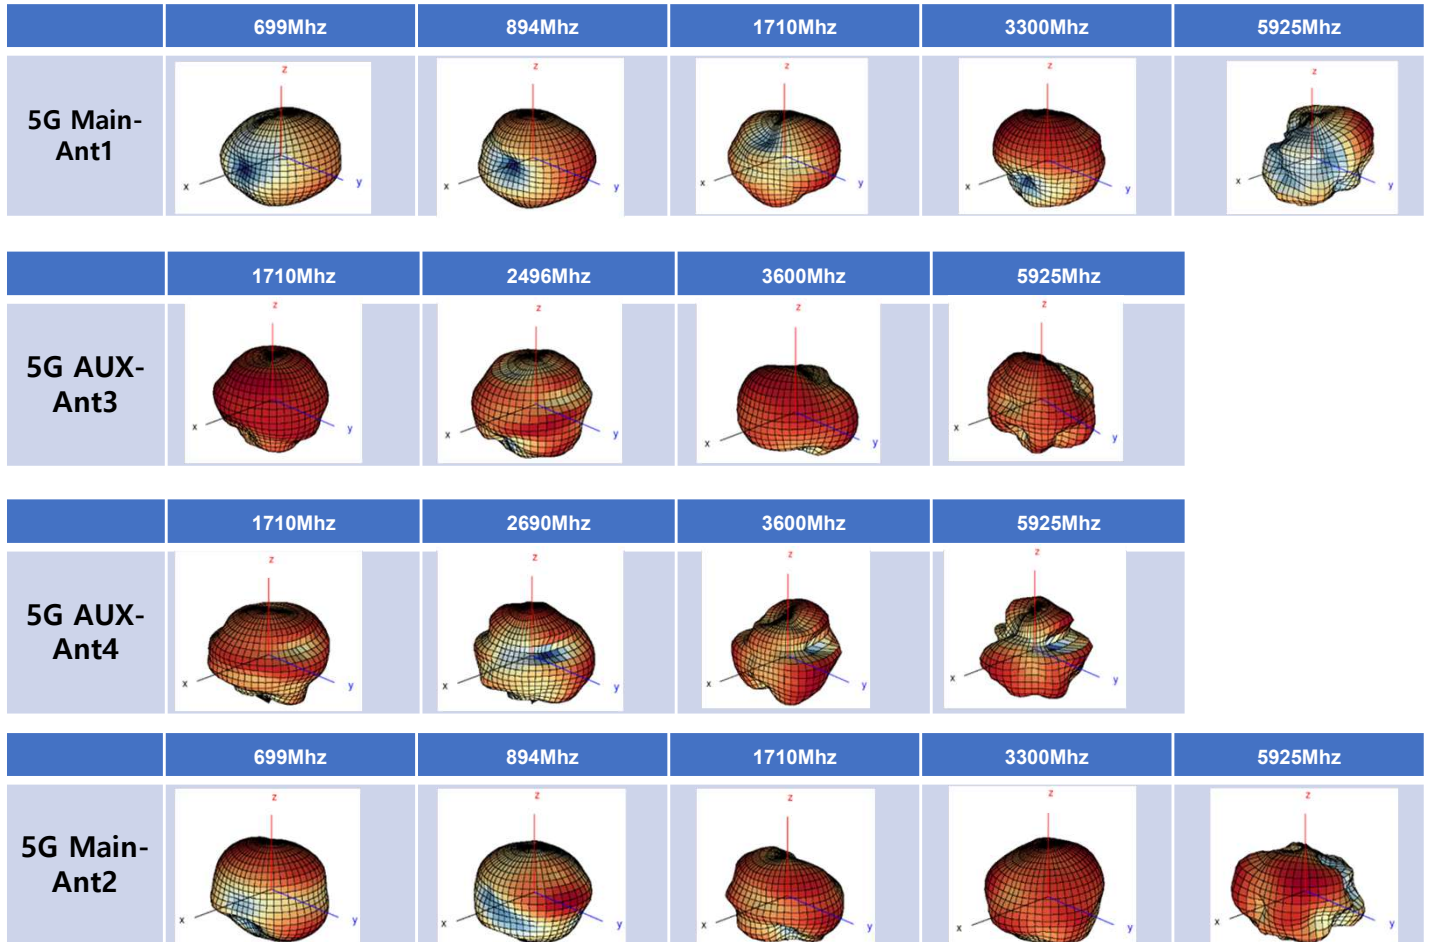 699Mhz 894Mhz 1710Mhz 3300Mhz 5925Mhz
5G Main-
Ant1
z z z z z
x y x y x y x y x y
1710Mhz 2496Mhz 3600Mhz 5925Mhz
5G AUX-
Ant3
z z z z
x y x y x y x y
1710Mhz 2690Mhz 3600Mhz 5925Mhz
5G AUX-
Ant4
z z z z
x y x y x y x y
699Mhz 894Mhz 1710Mhz 3300Mhz 5925Mhz
5G Main-
Ant2
z z z z z
x y x y x y x y x y